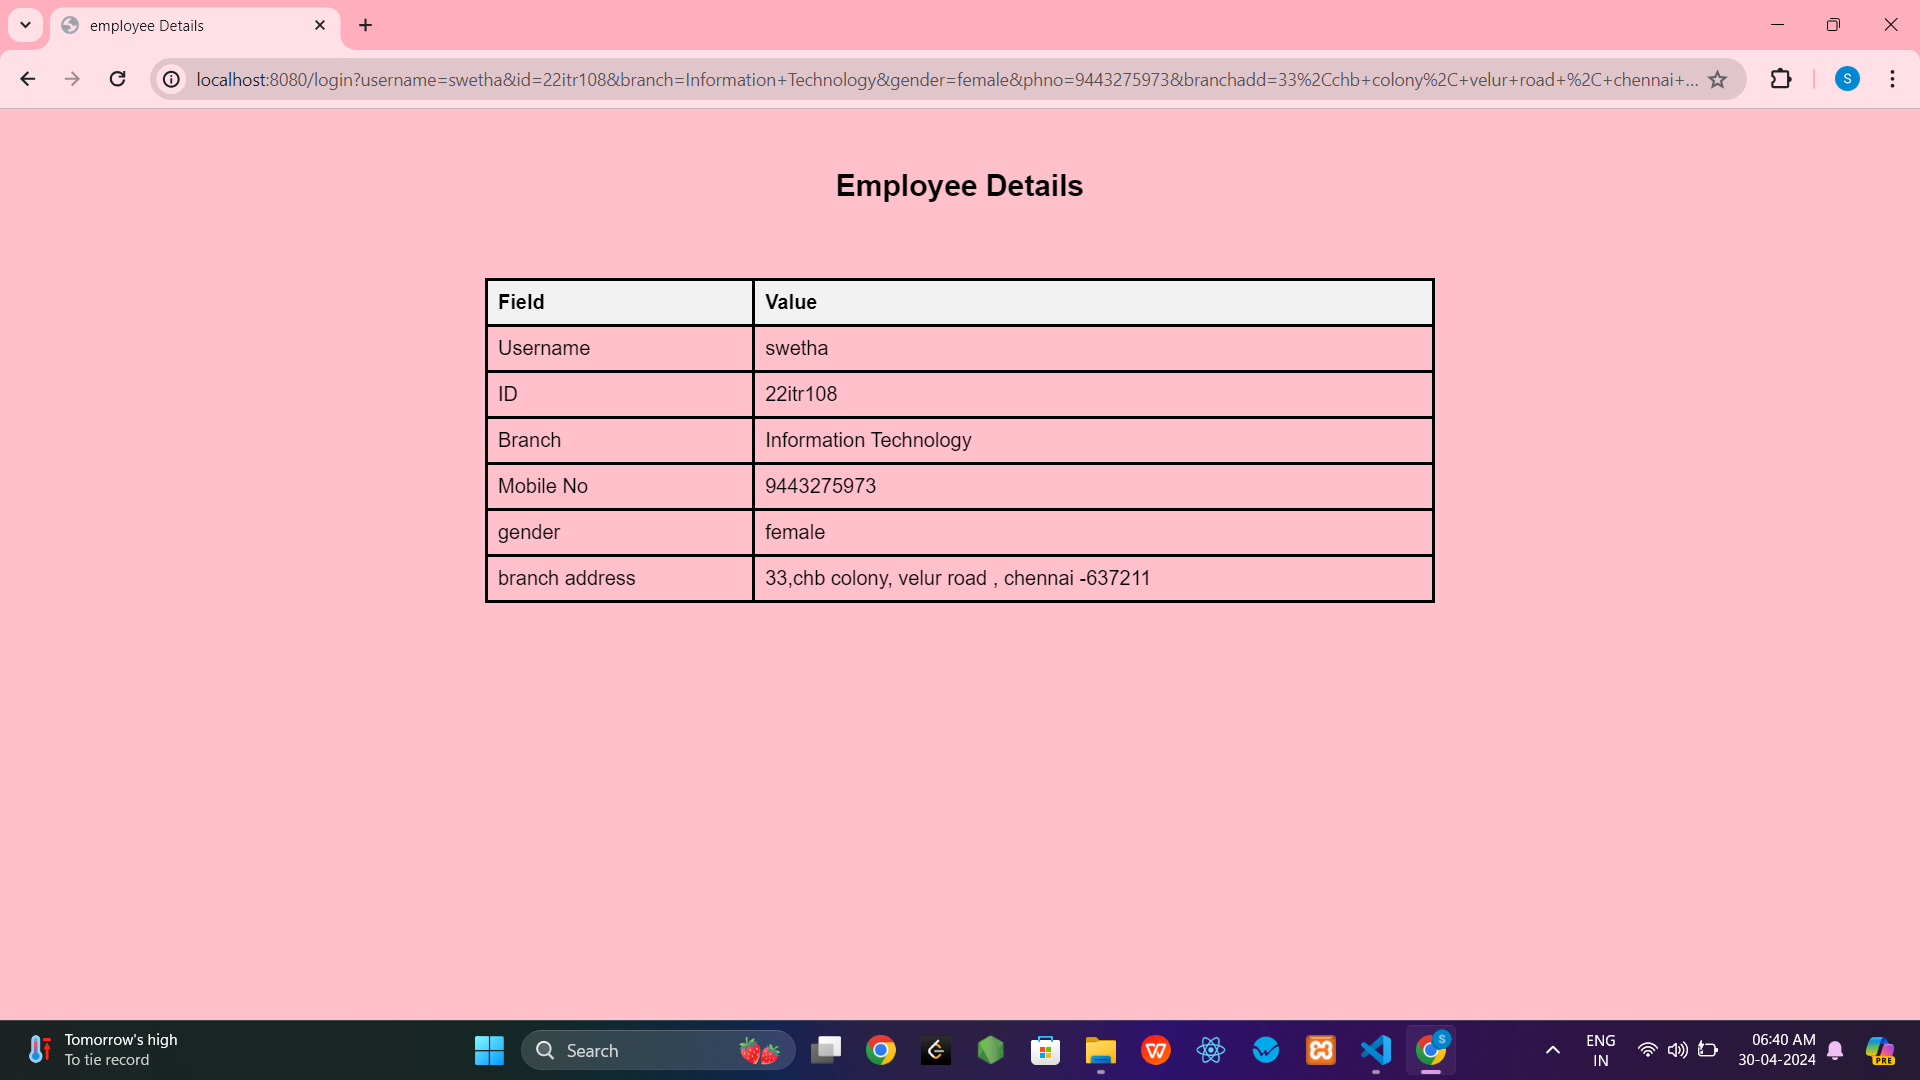 employee Details
localhost:8080/login?username=swetha&id=22itr108&branch=Information+Technology&gender=female&phno=9443275973&branchadd=33%2Cchb+colony%2C+velur+road+%2C+chennai+...
S
Employee Details
Field Value
Username swetha
ID 22itr108
Branch Information Technology
Mobile No 9443275973
gender female
branch address 33,chb colony, velur road , chennai -637211
Tomorrow's high
To tie record
Search
W
S
ENG
IN
06:40 AM
30-04-2024
PRE